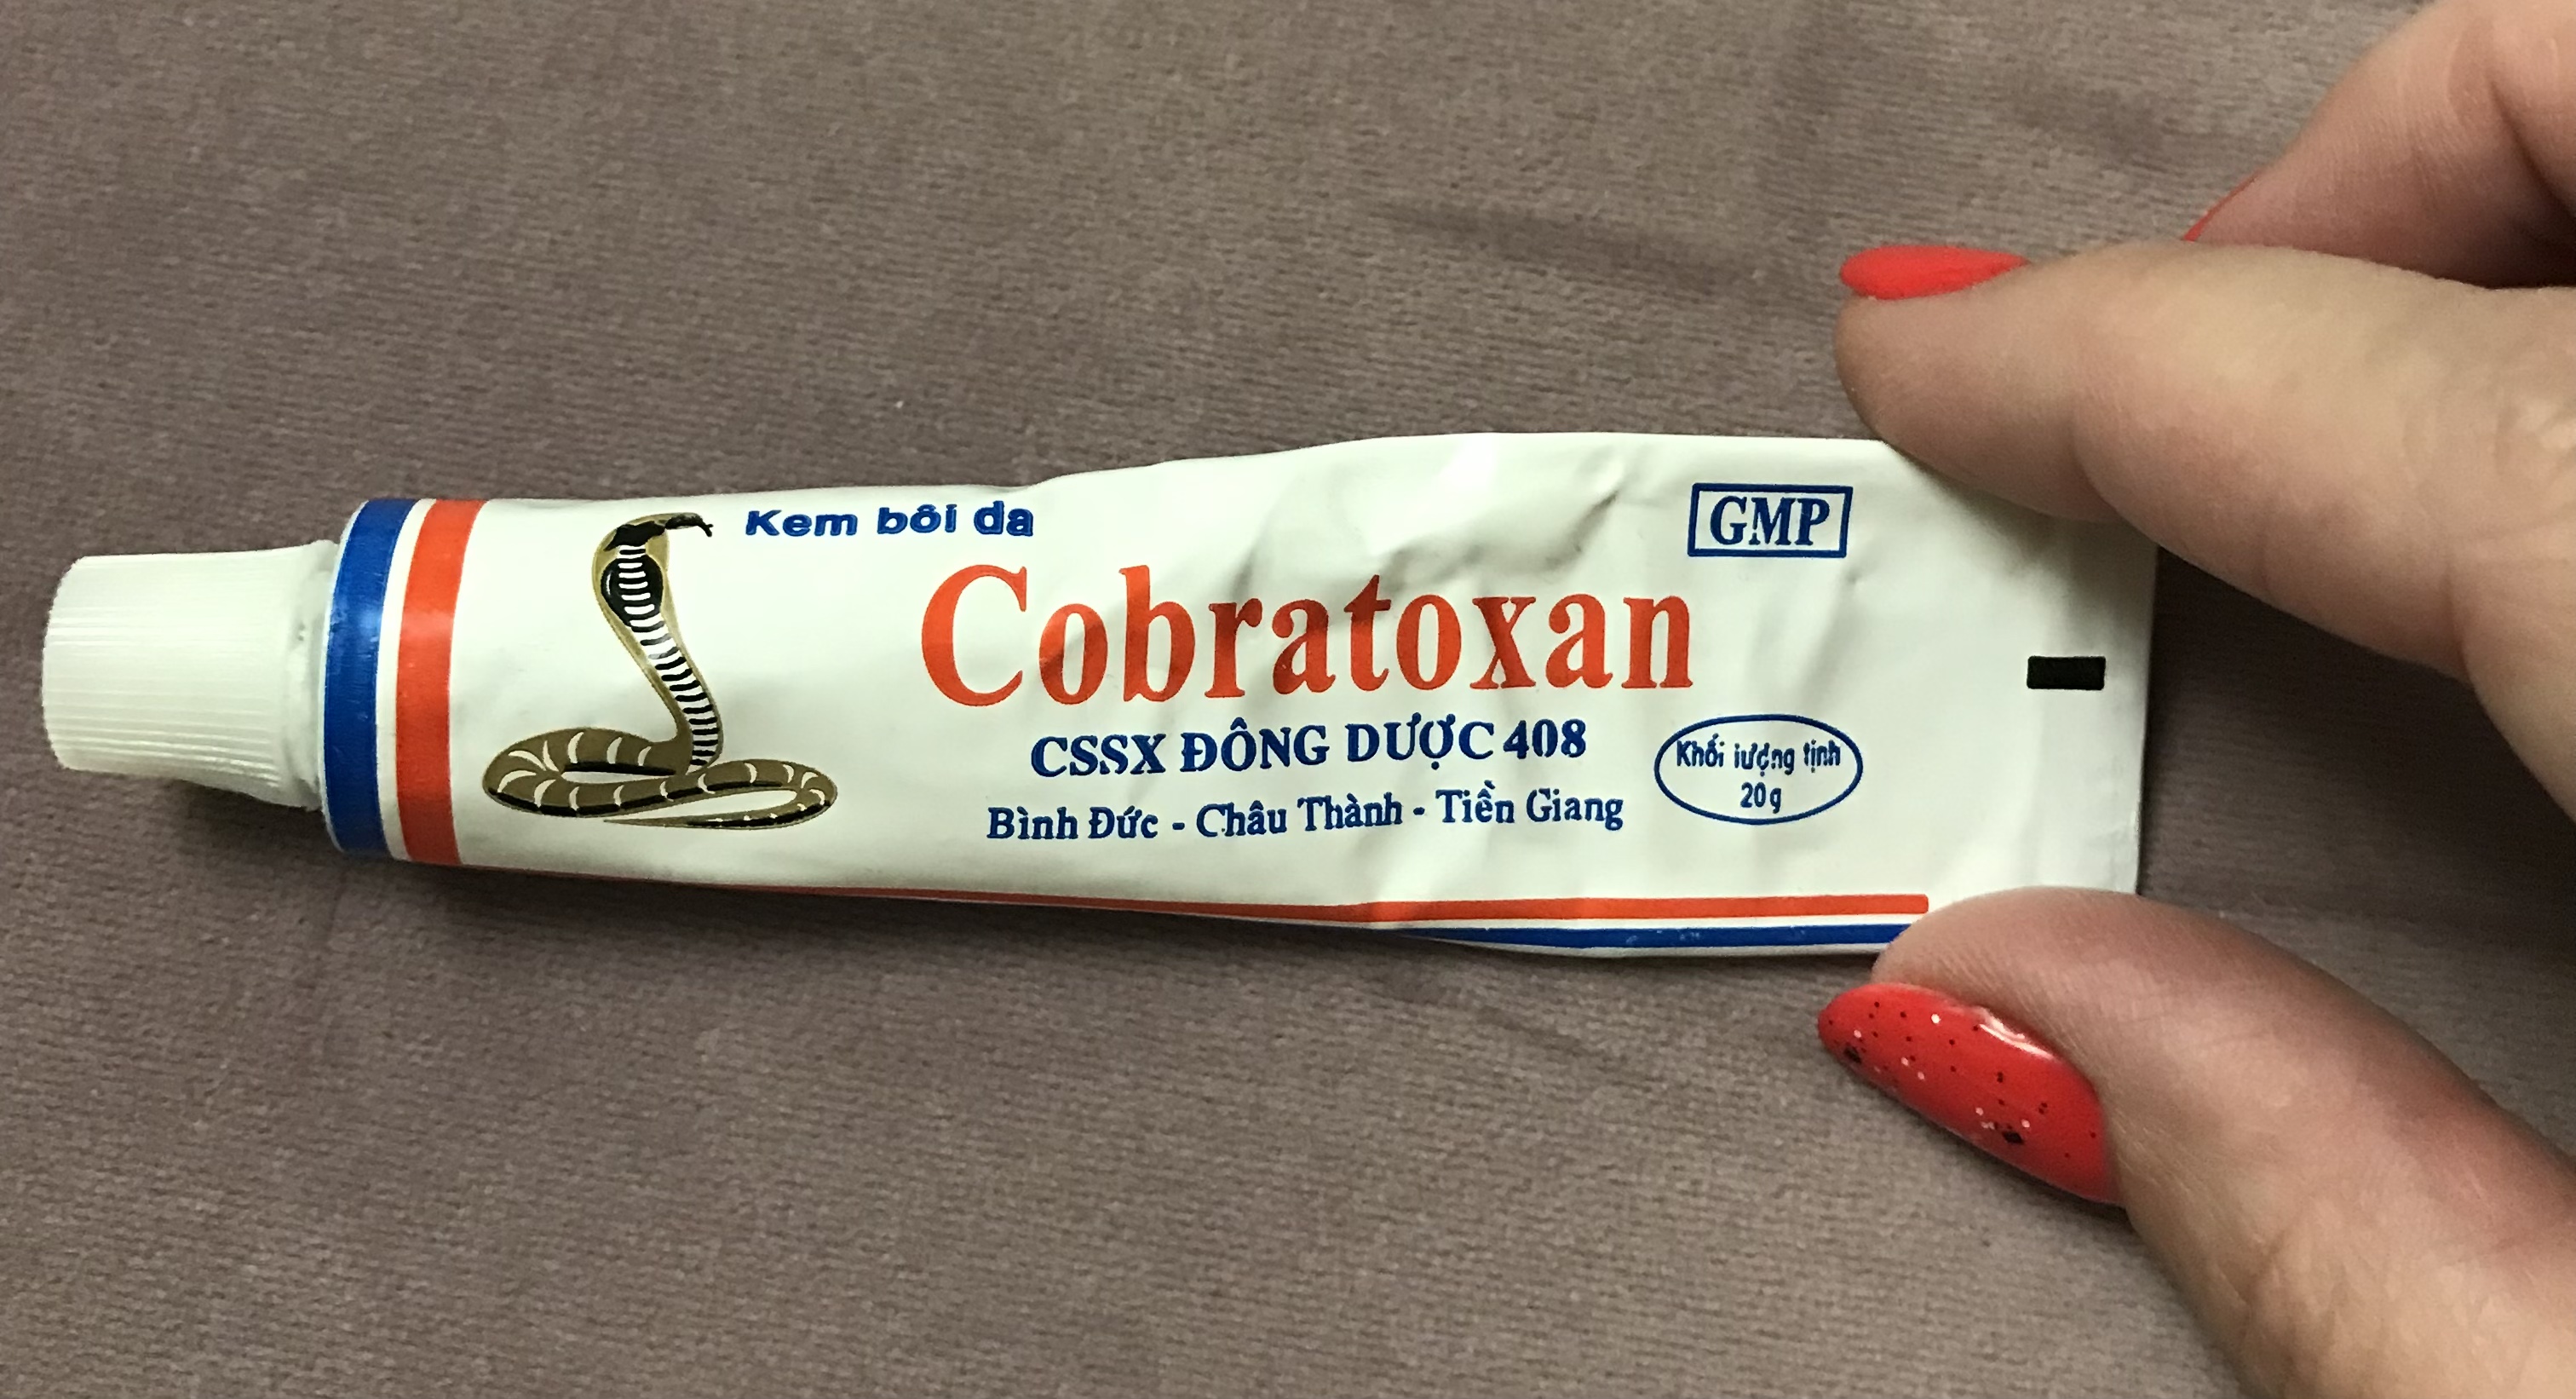 Kem bôi da
GMP
Cobratoxan
CSSX ĐÔNG DƯỢC 408
Bình Đức - Châu Thành - Tiền Giang
Khối lượng tịnh
20g